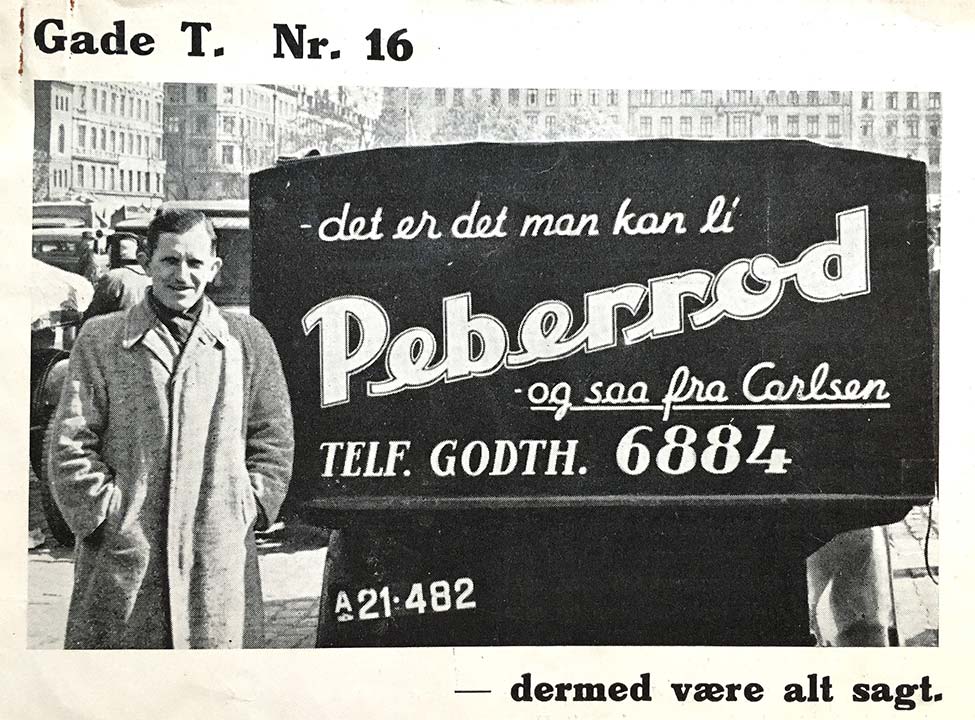 Gade T. Nr. 16
-det er det man kan li
Peberrod
-og saa fra Carlsen
TELF. GODTH. 6884
A21·482
— dermed være alt sagt.